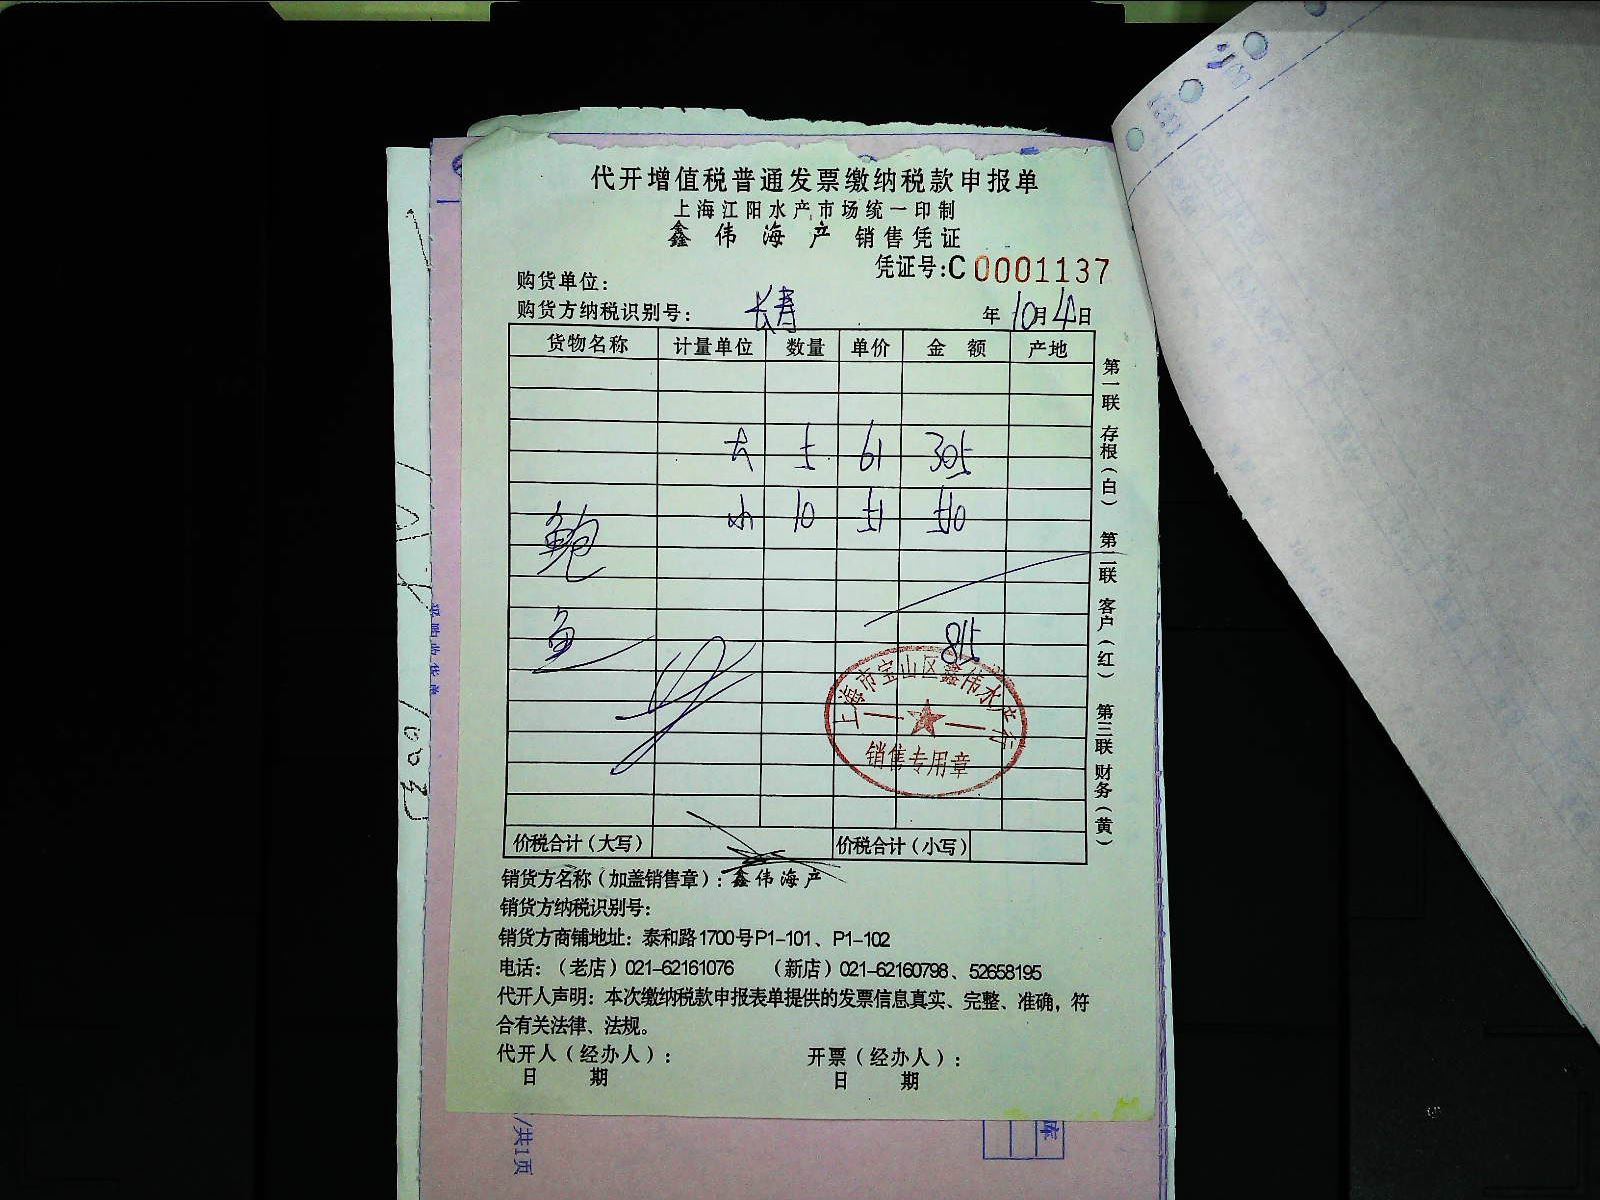 代开增值税普通发票缴纳税款申报单
上海江阳水产市场统一印制
鑫伟海产 销售凭证
凭证号:C 0001137
购货单位：
购货方纳税识别号： 长寿 年10月4日
货物名称 计量单位 数量 单价 金额 产地
大 5 61 305
小 10 51 510
鲍
鱼
815
上海市宝山区鑫伟水产行
销售专用章
价税合计（大写） 价税合计（小写）
销货方名称（加盖销售章）：鑫伟海产
销货方纳税识别号：
销货方商铺地址：泰和路1700号P1-101、P1-102
电话：（老店）021-62161076 （新店）021-62160798、52658195
代开人声明：本次缴纳税款申报表单提供的发票信息真实、完整、准确，符
合有关法律、法规。
代开人（经办人）： 开票（经办人）：
日 期 日 期
第一联 存根（白） 第二联 客户（红） 第三联 财务（黄）
/共1页
库